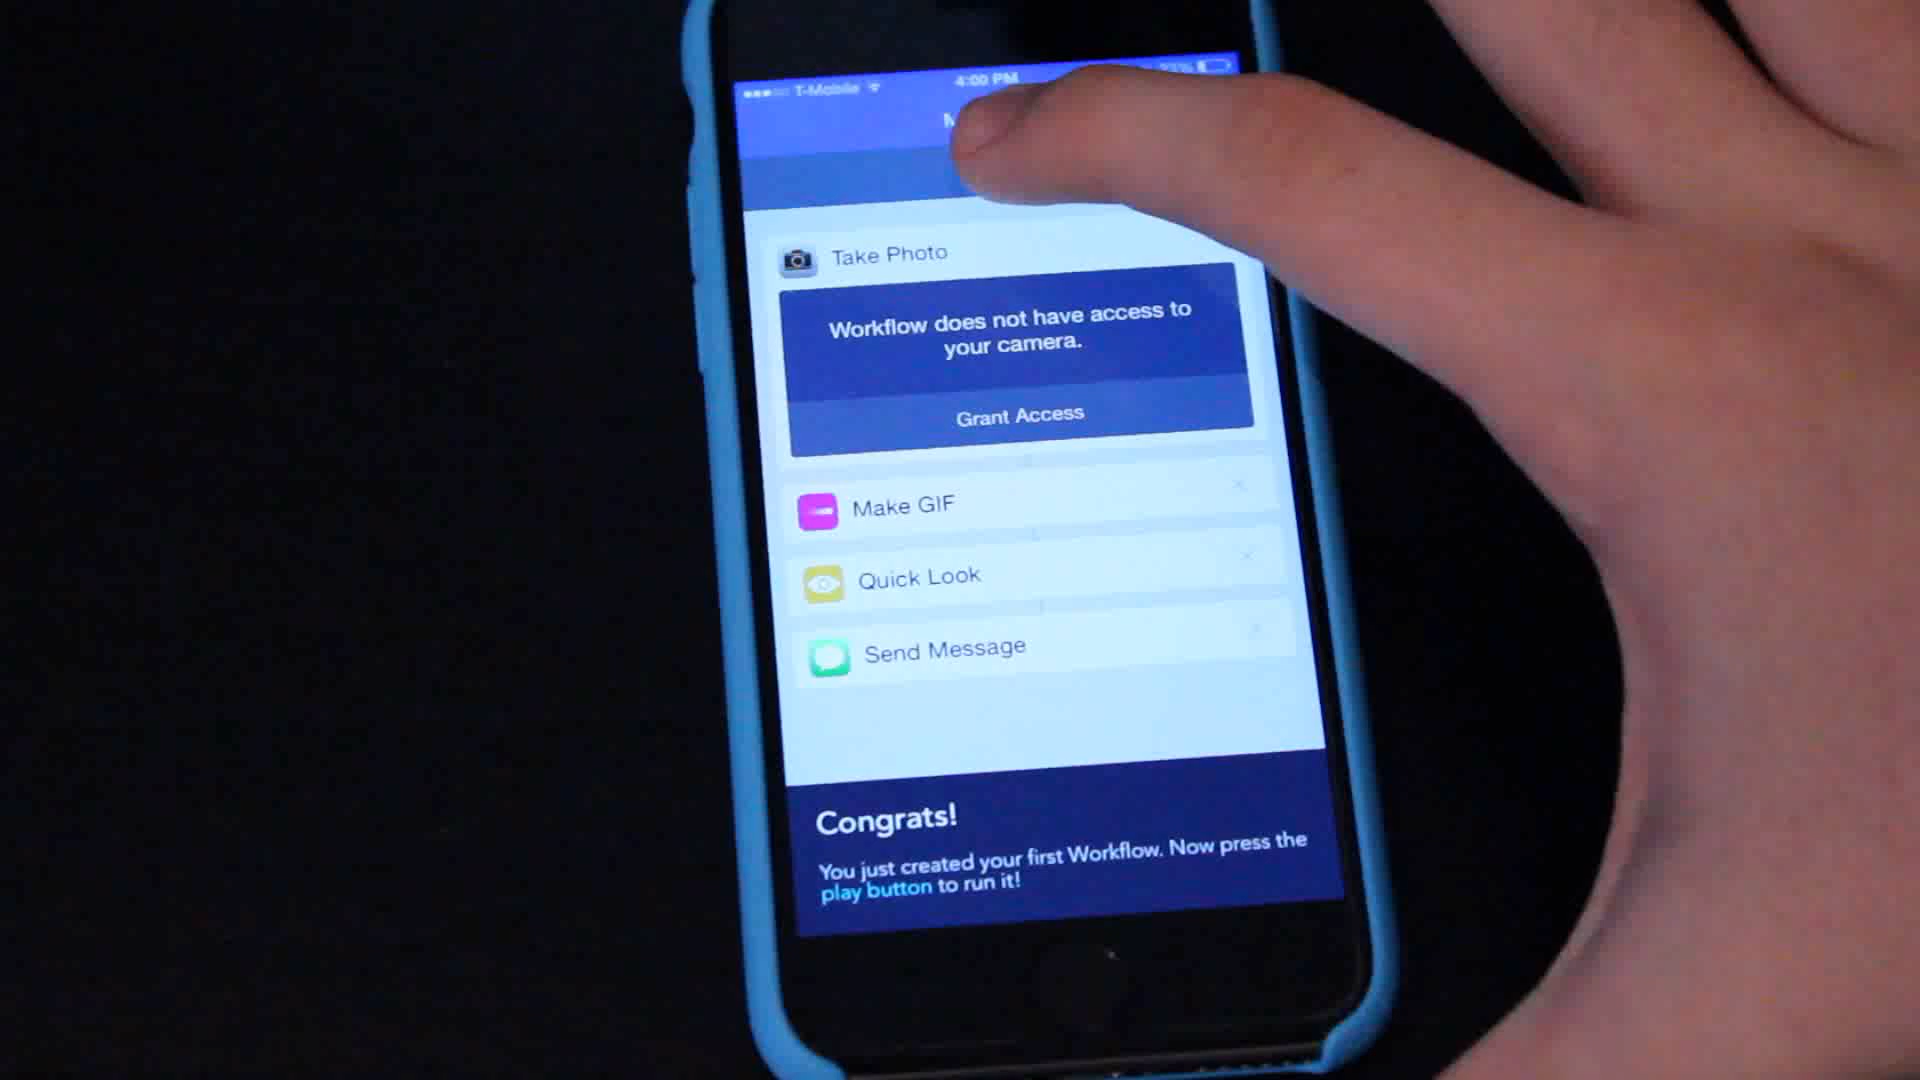 T-Mobile 4:00 PM
Take Photo
Workflow does not have access to
your camera.
Grant Access
Make GIF
Quick Look
Send Message
Congrats!
You just created your first Workflow. Now press the
play button to run it!